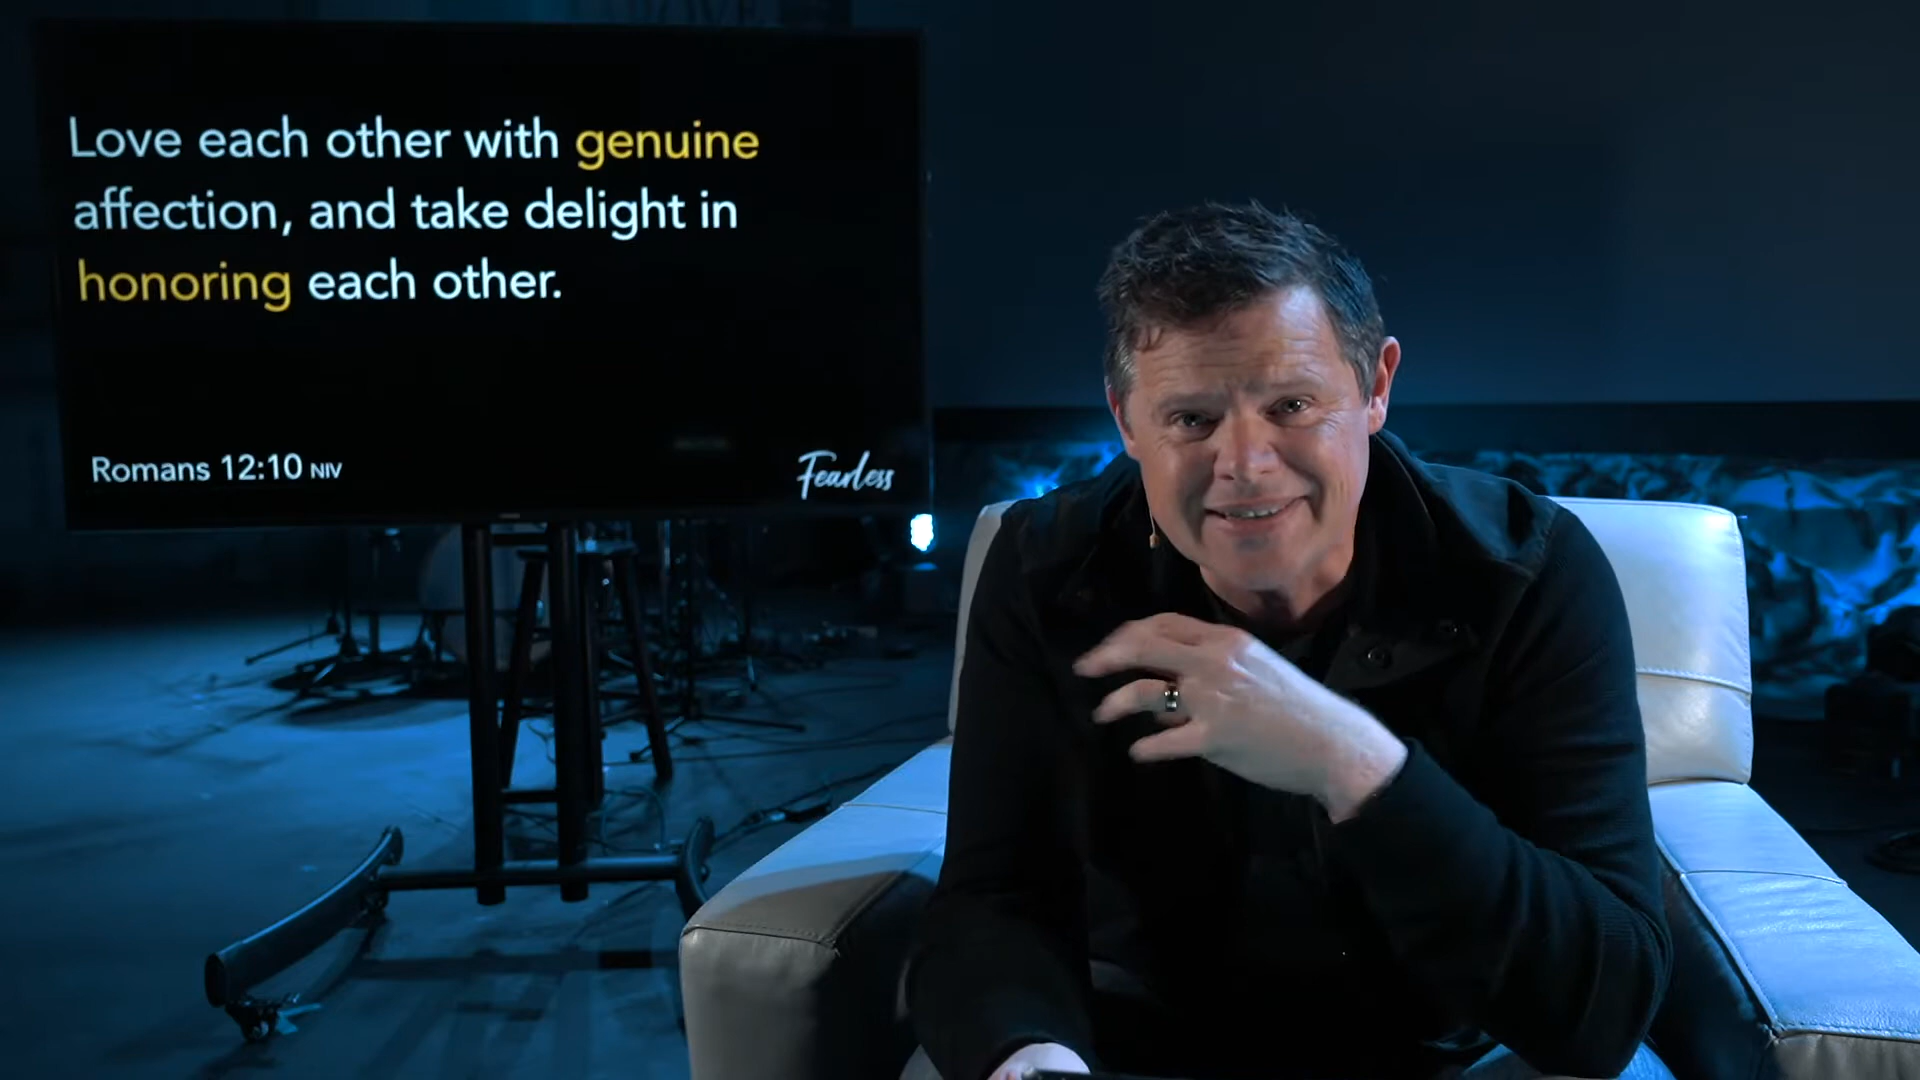 Love each other with genuine
affection, and take delight in
honoring each other.
Romans 12:10 NIV
Fearless